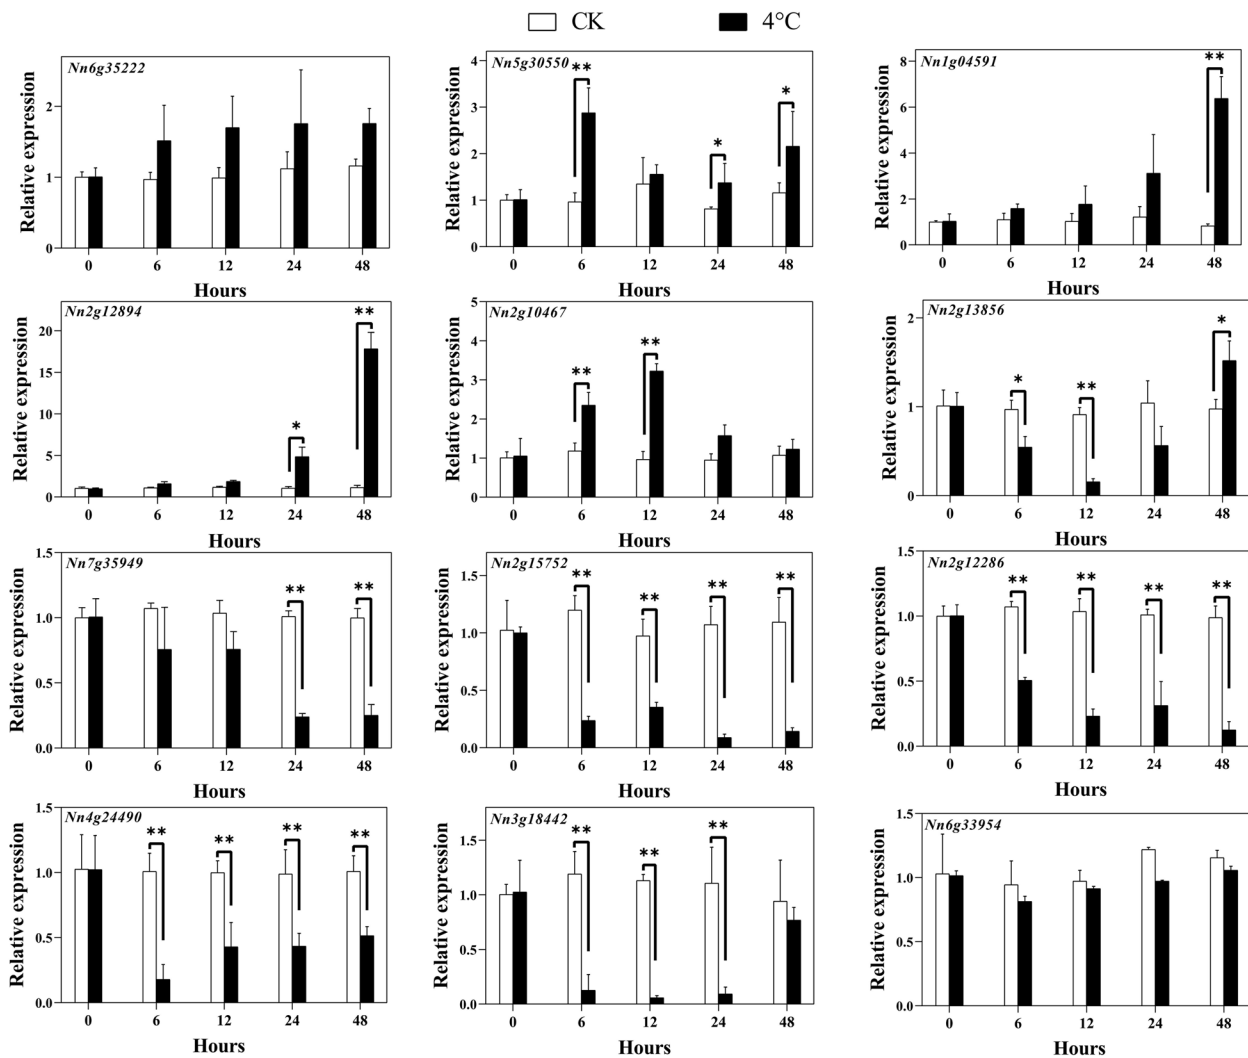 CK 4°C
Nn6g35222
Relative expression
2
1
0
0 6 12 24 48
Hours
Nn5g30550
Relative expression
4
3
2
1
0
0 6 12 24 48
Hours
Nn1g04591
Relative expression
8
6
4
2
0
0 6 12 24 48
Hours
** * * **
Nn2g12894
Relative expression
20
15
10
5
0
0 6 12 24 48
Hours
* **
Nn2g10467
Relative expression
5
4
3
2
1
0
0 6 12 24 48
Hours
** **
Nn2g13856
Relative expression
2
1
0
0 6 12 24 48
Hours
* ** *
Nn7g35949
Relative expression
1.5
1.0
0.5
0.0
0 6 12 24 48
Hours
** **
Nn2g15752
Relative expression
1.5
1.0
0.5
0.0
0 6 12 24 48
Hours
** ** ** **
Nn2g12286
Relative expression
1.5
1.0
0.5
0.0
0 6 12 24 48
Hours
** ** ** **
Nn4g24490
Relative expression
1.5
1.0
0.5
0.0
0 6 12 24 48
Hours
** ** ** **
Nn3g18442
Relative expression
1.5
1.0
0.5
0.0
0 6 12 24 48
Hours
** ** **
Nn6g33954
Relative expression
1.5
1.0
0.5
0.0
0 6 12 24 48
Hours